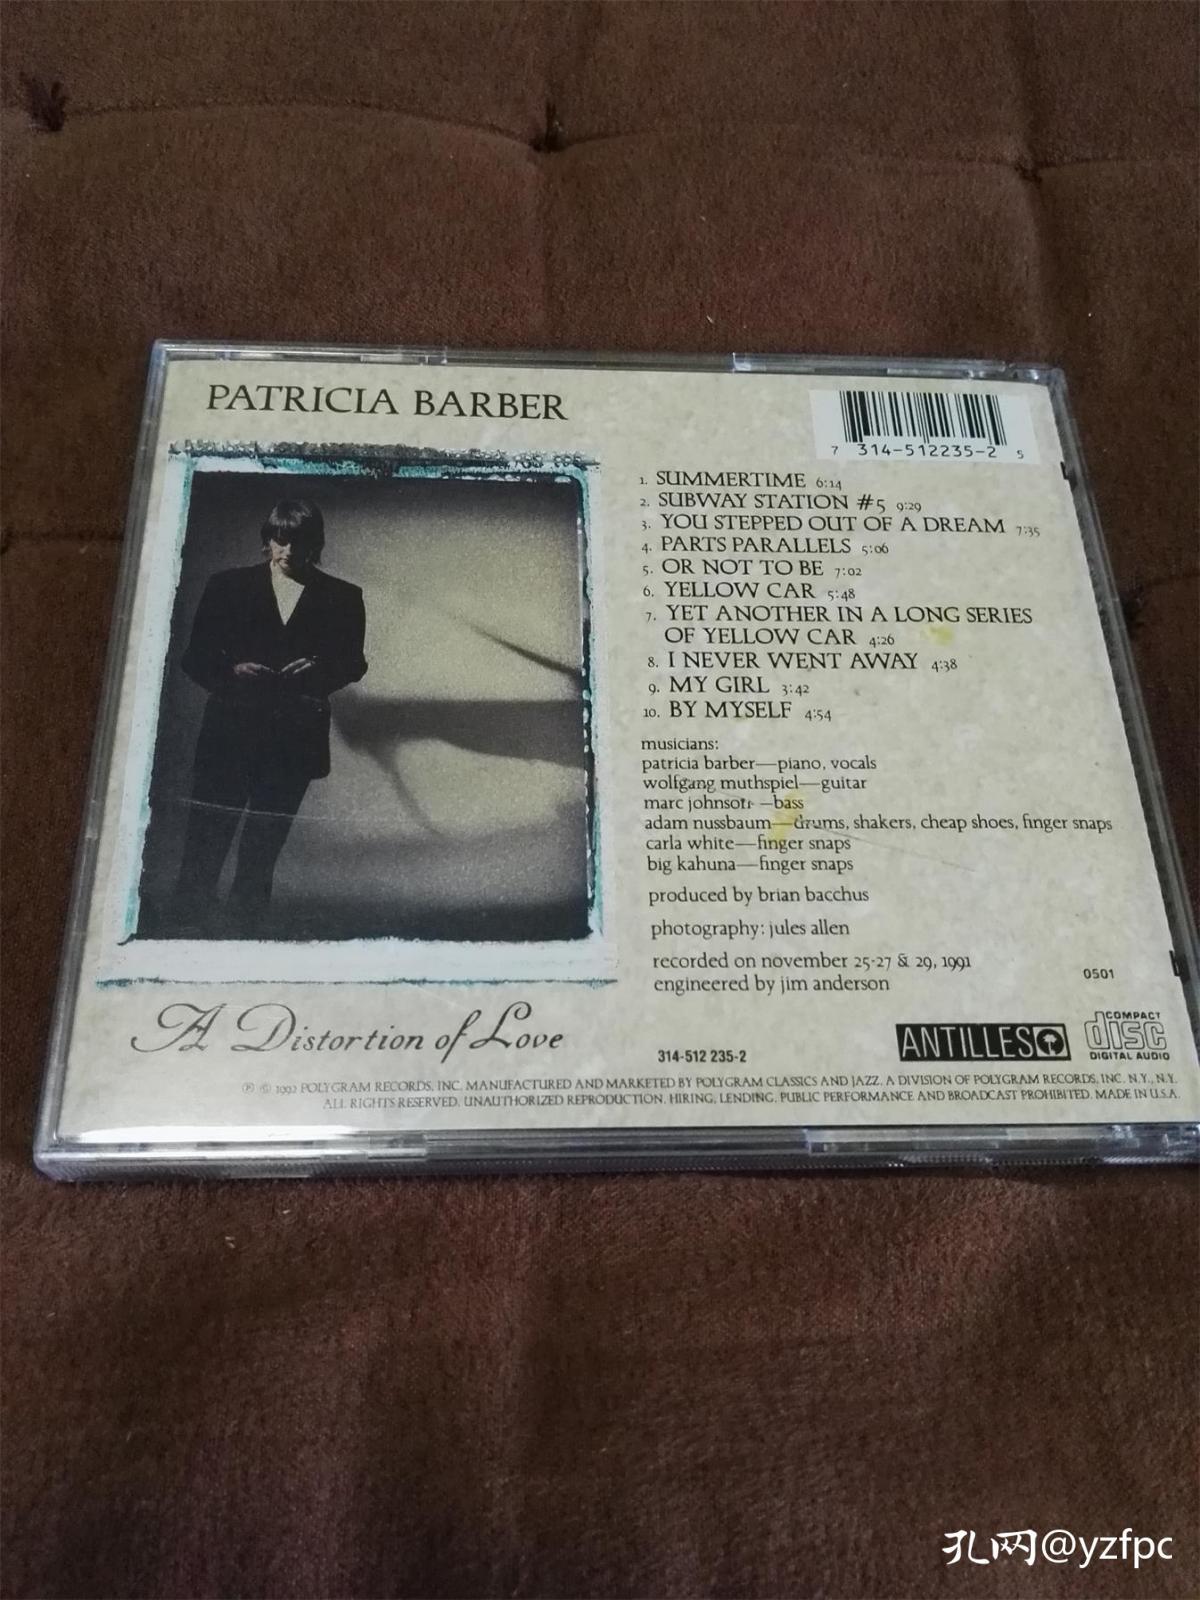 PATRICIA BARBER
7 314-512235-2 5
1. SUMMERTIME 6:14
2. SUBWAY STATION #5 9:29
3. YOU STEPPED OUT OF A DREAM 7:35
4. PARTS PARALLELS 5:06
5. OR NOT TO BE 7:02
6. YELLOW CAR 5:48
7. YET ANOTHER IN A LONG SERIES
OF YELLOW CAR 4:26
8. I NEVER WENT AWAY 4:38
9. MY GIRL 3:42
10. BY MYSELF 4:54
musicians:
patricia barber—piano, vocals
wolfgang muthspiel—guitar
marc johnson—bass
adam nussbaum—drums, shakers, cheap shoes, finger snaps
carla white—finger snaps
big kahuna—finger snaps
produced by brian bacchus
photography: jules allen
recorded on november 25-27 & 29, 1991
engineered by jim anderson
0501
A Distortion of Love
314-512 235-2
ANTILLES
COMPACT
disc
DIGITAL AUDIO
℗ © 1992 POLYGRAM RECORDS, INC. MANUFACTURED AND MARKETED BY POLYGRAM CLASSICS AND JAZZ, A DIVISION OF POLYGRAM RECORDS, INC. N.Y., N.Y.
ALL RIGHTS RESERVED. UNAUTHORIZED REPRODUCTION, HIRING, LENDING, PUBLIC PERFORMANCE AND BROADCAST PROHIBITED. MADE IN U.S.A.
孔网@yzfpc